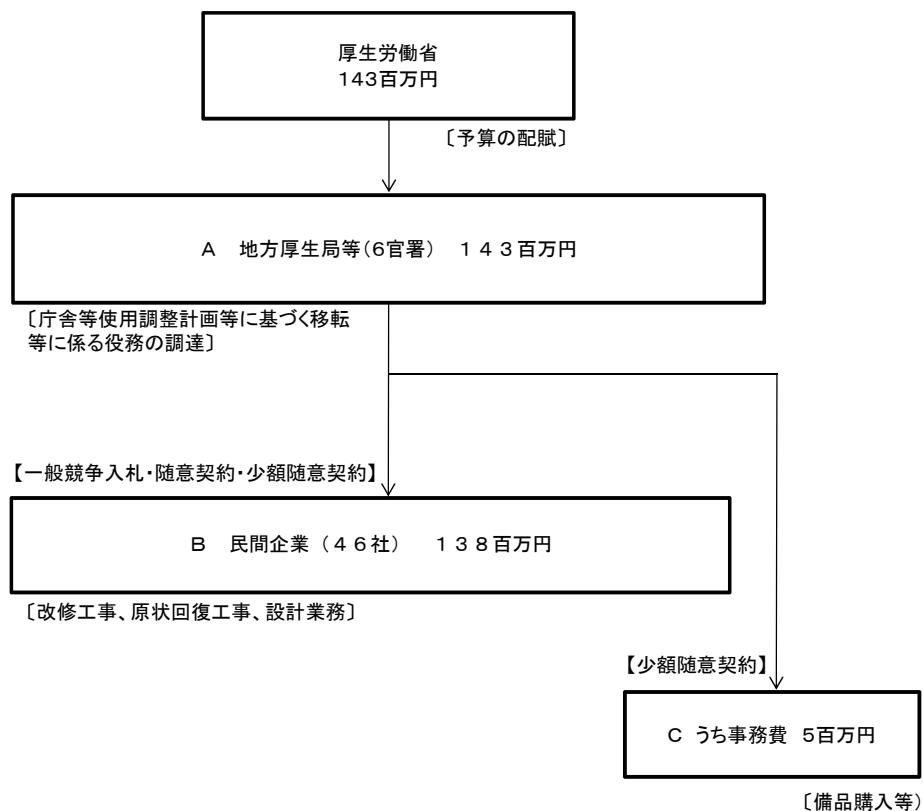 厚生労働省
143百万円
〔予算の配賦〕
A　地方厚生局等(6官署)　１４３百万円
〔庁舎等使用調整計画等に基づく移転
等に係る役務の調達〕
【一般競争入札・随意契約・少額随意契約】
B　民間企業（４６社）　１３８百万円
〔改修工事、原状回復工事、設計業務〕
【少額随意契約】
C　うち事務費　5百万円
〔備品購入等〕